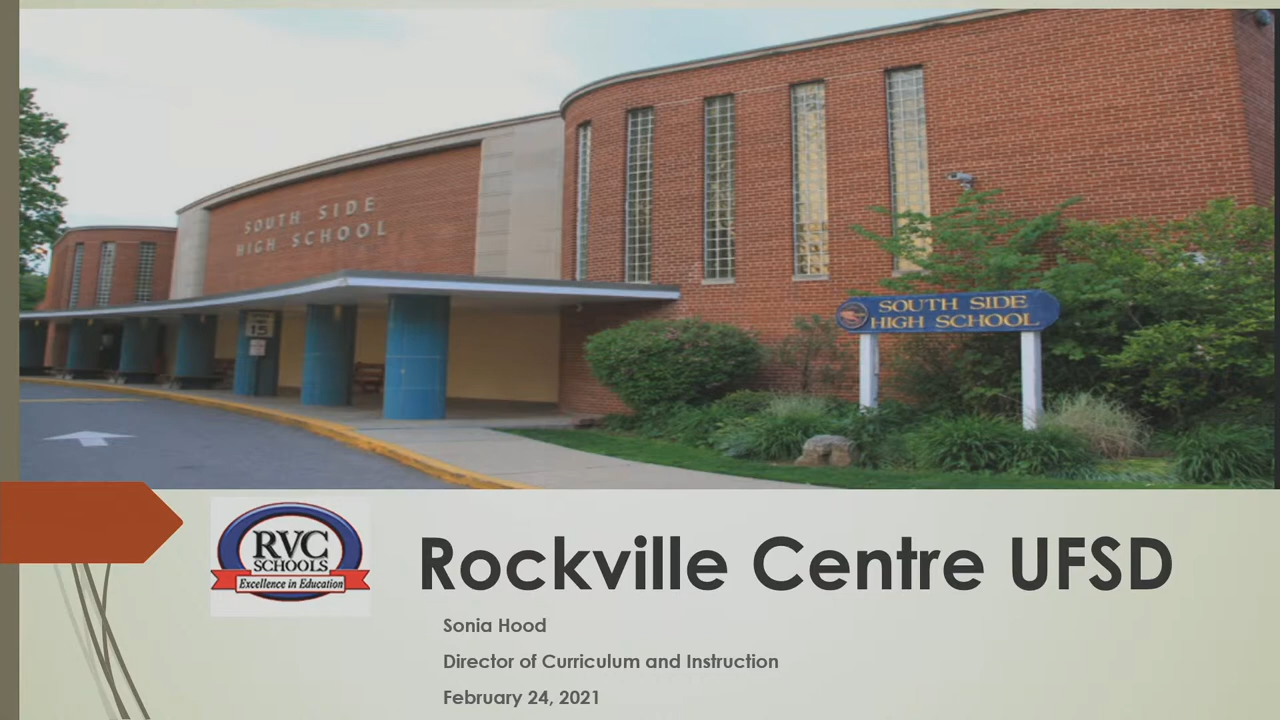 SOUTH SIDE
HIGH SCHOOL
15
SOUTH SIDE
HIGH SCHOOL
RVC
SCHOOLS
Excellence in Education
Rockville Centre UFSD
Sonia Hood
Director of Curriculum and Instruction
February 24, 2021